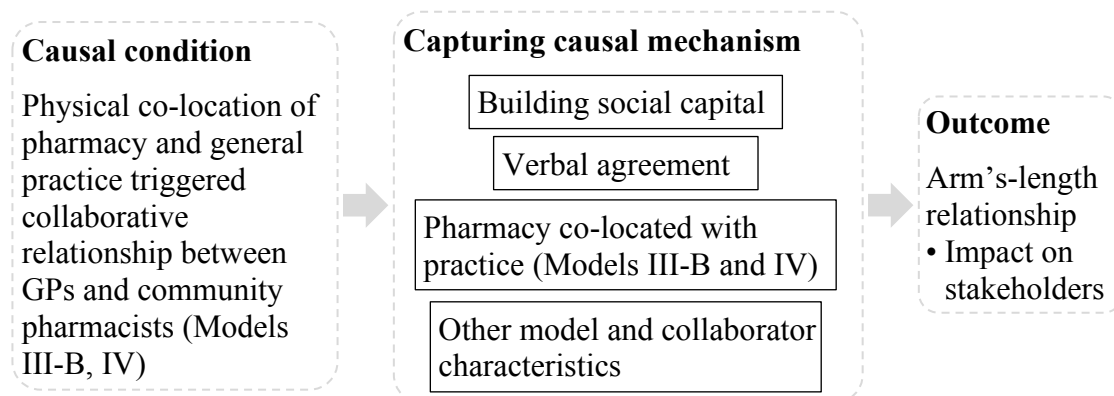 Causal condition
Physical co-location of
pharmacy and general
practice triggered
collaborative
relationship between
GPs and community
pharmacists (Models
III-B, IV)
Capturing causal mechanism
Building social capital
Verbal agreement
Pharmacy co-located with
practice (Models III-B and IV)
Other model and collaborator
characteristics
Outcome
Arm’s-length
relationship
• Impact on
stakeholders